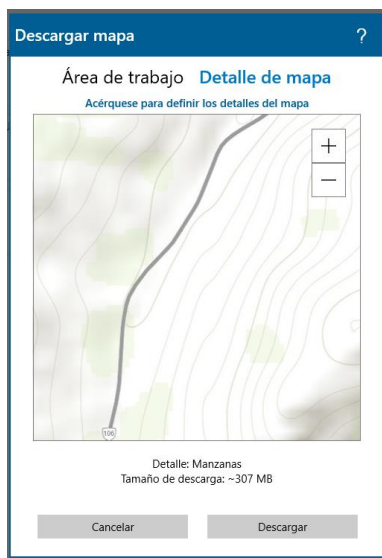 Descargar mapa ?
Área de trabajo Detalle de mapa
Acérquese para definir los detalles del mapa
+
−
106
Detalle: Manzanas
Tamaño de descarga: ~307 MB
Cancelar Descargar